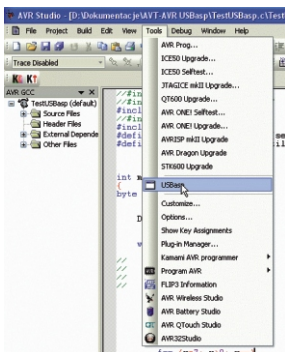 AVR Studio - [D:\Dokumentacje\AVT-AVR USBasp\TestUSBasp.c\Test
File Project Build Edit View Tools Debug Window Help
Trace Disabled
AVR GCC
TestUSBasp (default)
Source Files
Header Files
External Depende
Other Files
//#in
#incl
//#in
#incl
#defi
#defi
int m
{
byte
D
w
//
//
//
//
AVR Prog...
ICE50 Upgrade...
ICE50 Selftest...
JTAGICE mkII Upgrade...
QT600 Upgrade...
AVR ONE! Selftest...
AVR ONE! Upgrade...
AVRISP mkII Upgrade...
AVR Dragon Upgrade
STK600 Upgrade
USBasp
Customize...
Options...
Show Key Assignments
Plug-in Manager...
Kamami AVR programmer
Program AVR
FLIP3 Information
AVR Wireless Studio
AVR Battery Studio
AVR QTouch Studio
AVR32Studio